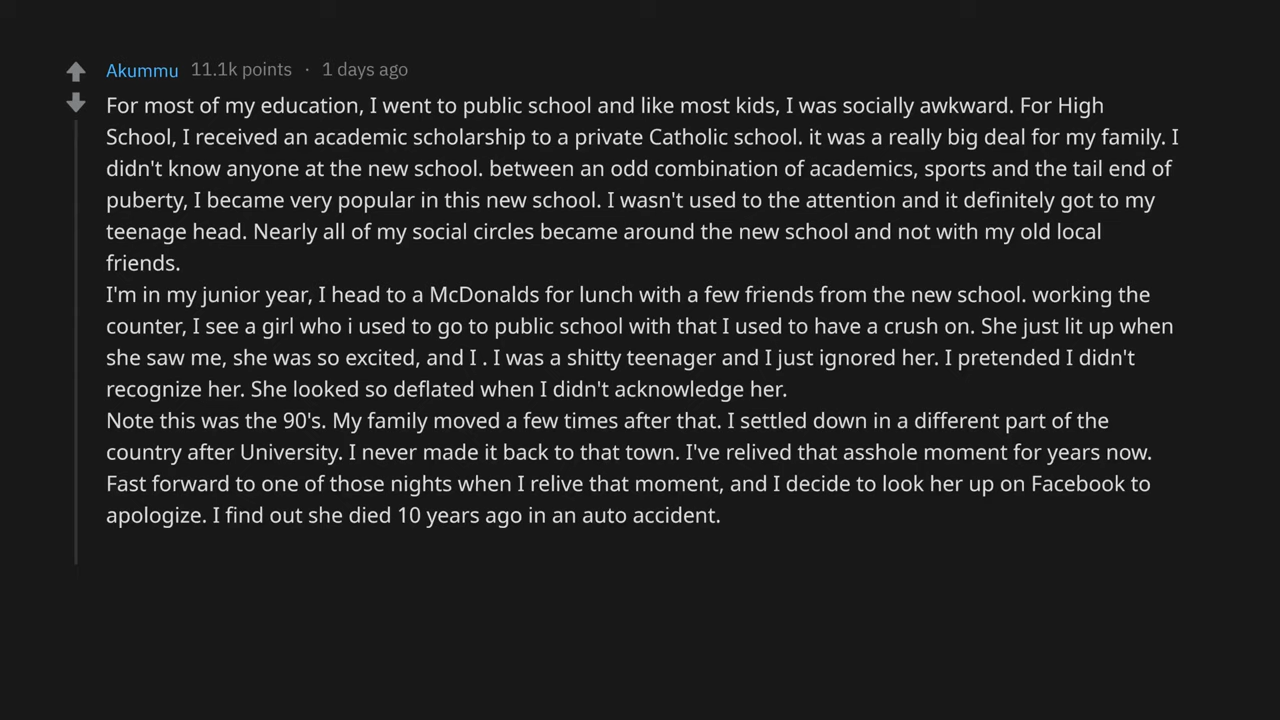 Akummu 11.1k points · 1 days ago
For most of my education, I went to public school and like most kids, I was socially awkward. For High
School, I received an academic scholarship to a private Catholic school. it was a really big deal for my family. I
didn't know anyone at the new school. between an odd combination of academics, sports and the tail end of
puberty, I became very popular in this new school. I wasn't used to the attention and it definitely got to my
teenage head. Nearly all of my social circles became around the new school and not with my old local
friends.
I'm in my junior year, I head to a McDonalds for lunch with a few friends from the new school. working the
counter, I see a girl who i used to go to public school with that I used to have a crush on. She just lit up when
she saw me, she was so excited, and I . I was a shitty teenager and I just ignored her. I pretended I didn't
recognize her. She looked so deflated when I didn't acknowledge her.
Note this was the 90's. My family moved a few times after that. I settled down in a different part of the
country after University. I never made it back to that town. I've relived that asshole moment for years now.
Fast forward to one of those nights when I relive that moment, and I decide to look her up on Facebook to
apologize. I find out she died 10 years ago in an auto accident.